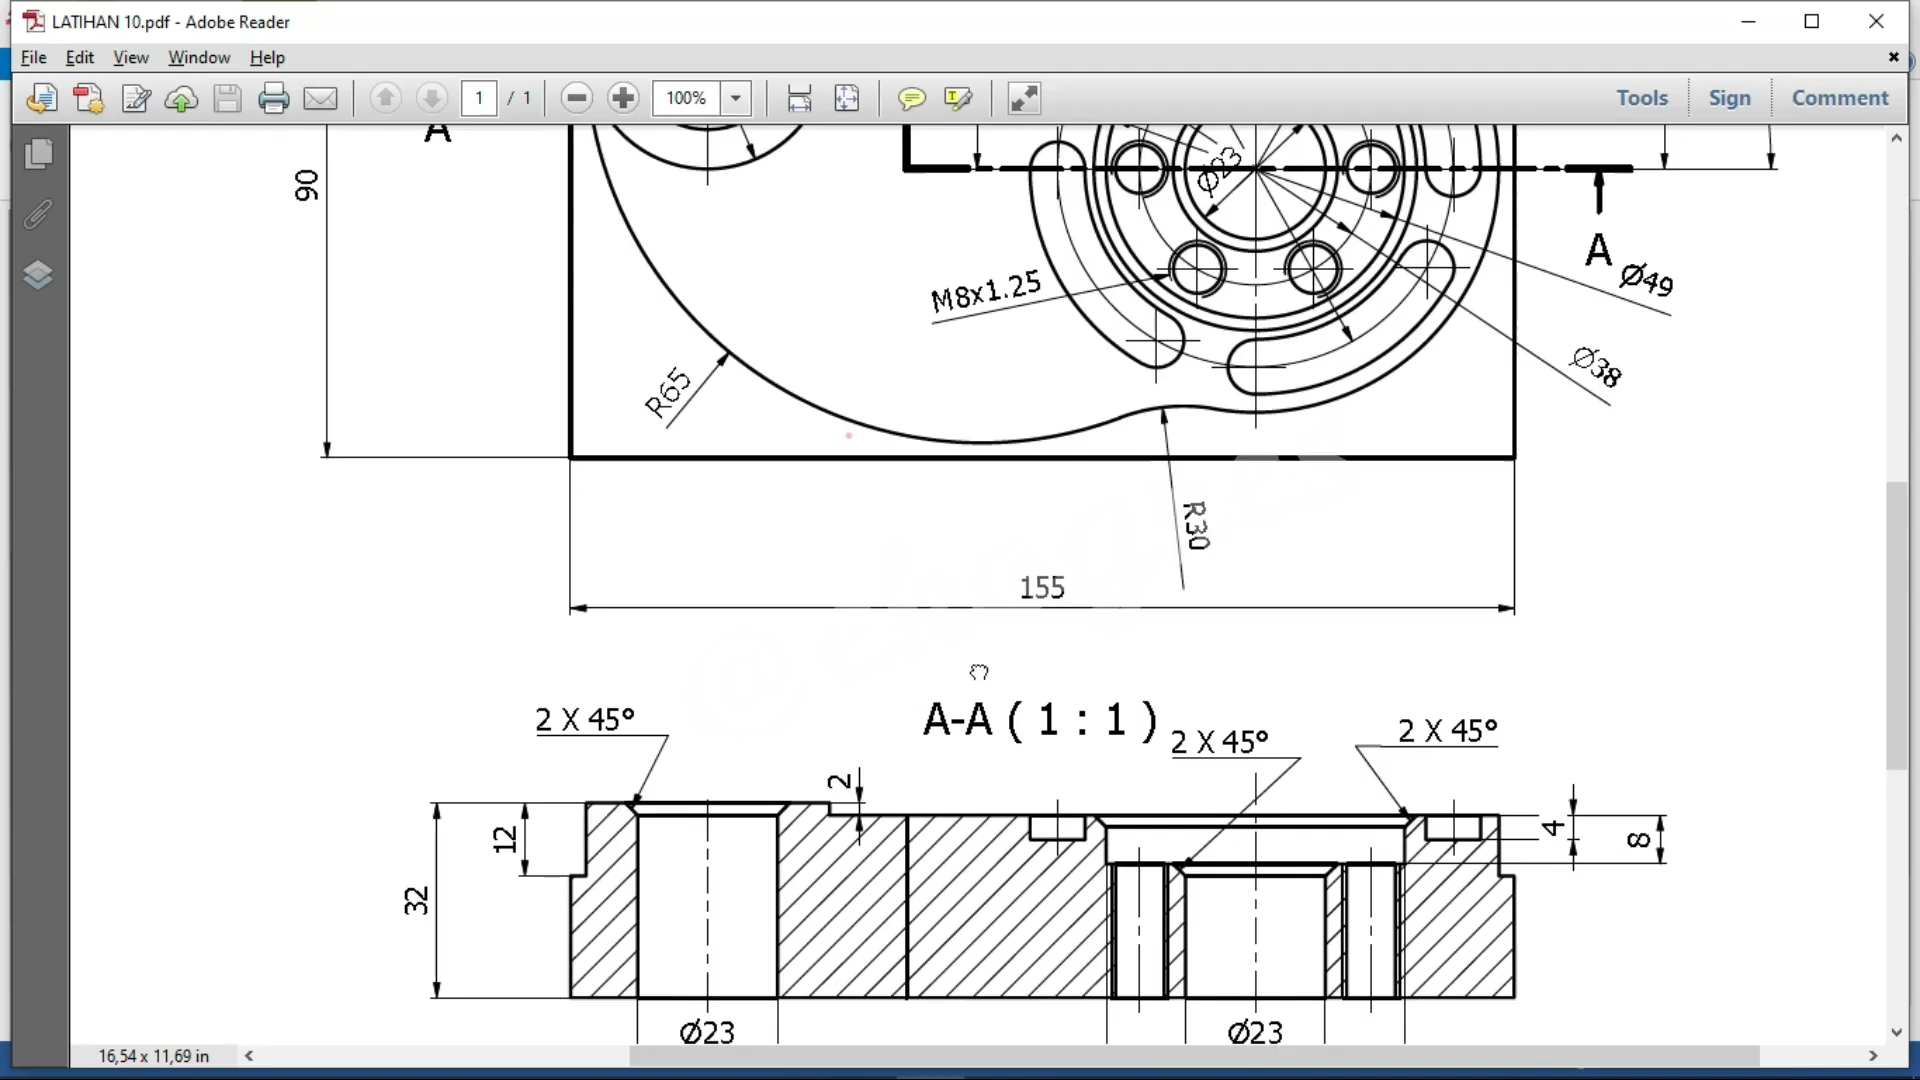 LATIHAN 10.pdf - Adobe Reader
File Edit View Window Help
1 / 1 100% Tools Sign Comment
A
90
Ø23
A
Ø49
M8x1.25
Ø38
R65
R30
155
A-A ( 1 : 1 )
2 X 45°
2 X 45°
2 X 45°
2
12
4
8
32
Ø23
Ø23
16,54 x 11,69 in